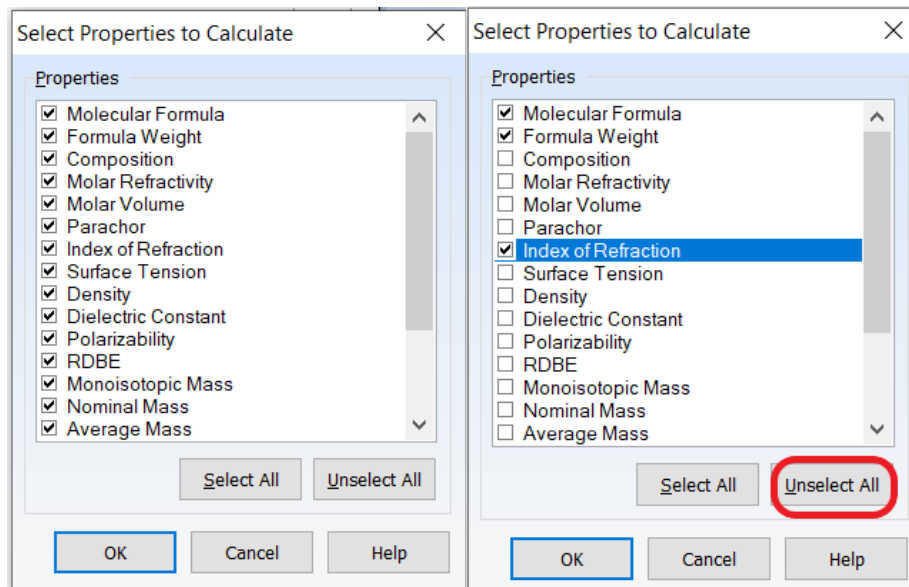 Select Properties to Calculate
Properties
Molecular Formula
Formula Weight
Composition
Molar Refractivity
Molar Volume
Parachor
Index of Refraction
Surface Tension
Density
Dielectric Constant
Polarizability
RDBE
Monoisotopic Mass
Nominal Mass
Average Mass
Select All
Unselect All
OK
Cancel
Help
Select Properties to Calculate
Properties
Molecular Formula
Formula Weight
Composition
Molar Refractivity
Molar Volume
Parachor
Index of Refraction
Surface Tension
Density
Dielectric Constant
Polarizability
RDBE
Monoisotopic Mass
Nominal Mass
Average Mass
Select All
Unselect All
OK
Cancel
Help